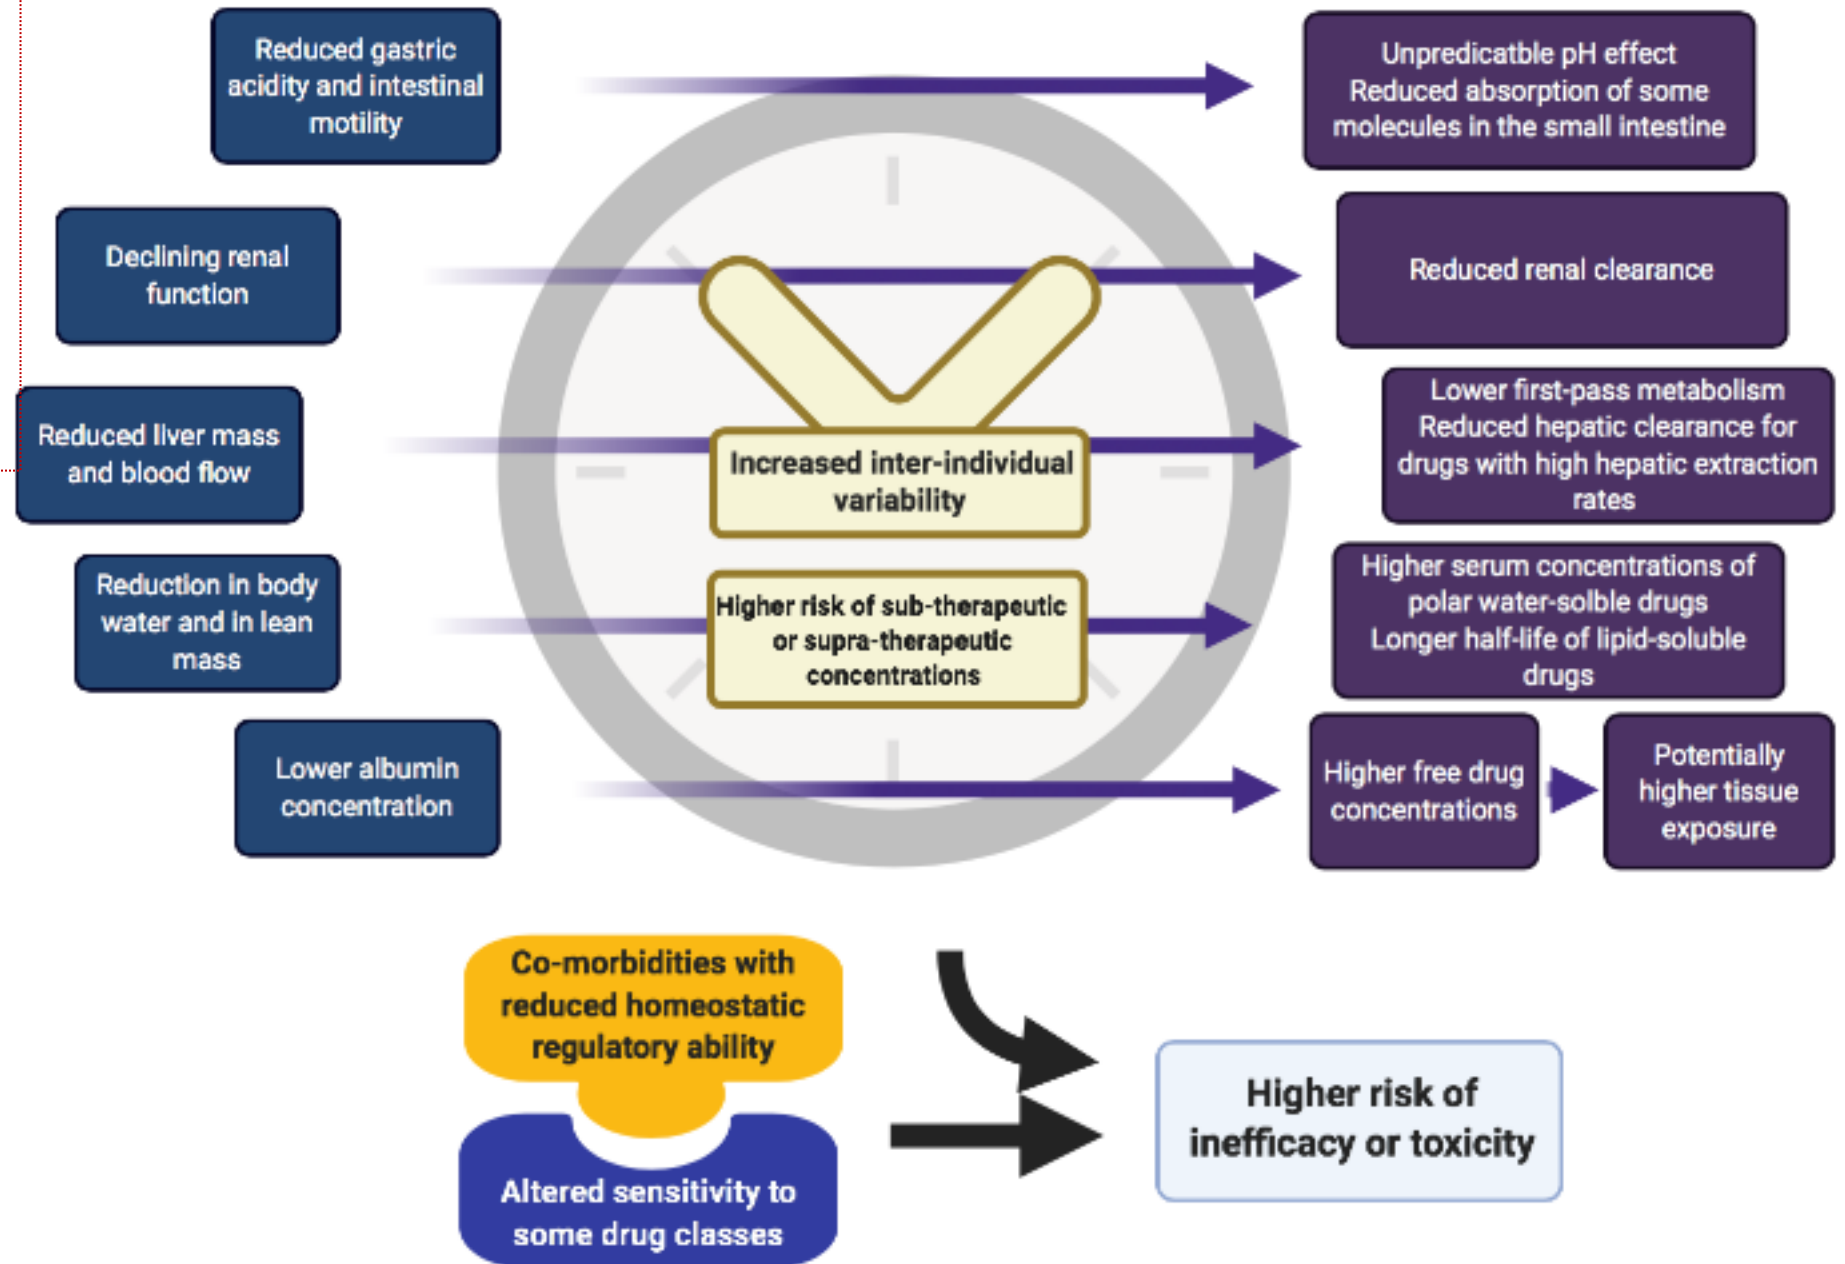 Reduced gastric
acidity and intestinal
motility
Unpredicatble pH effect
Reduced absorption of some
molecules in the small intestine
Declining renal
function
Reduced renal clearance
Reduced liver mass
and blood flow
Lower first-pass metabolism
Reduced hepatic clearance for
drugs with high hepatic extraction
rates
Increased inter-individual
variability
Reduction in body
water and in lean
mass
Higher risk of sub-therapeutic
or supra-therapeutic
concentrations
Higher serum concentrations of
polar water-solble drugs
Longer half-life of lipid-soluble
drugs
Lower albumin
concentration
Higher free drug
concentrations
Potentially
higher tissue
exposure
Co-morbidities with
reduced homeostatic
regulatory ability
Altered sensitivity to
some drug classes
Higher risk of
inefficacy or toxicity